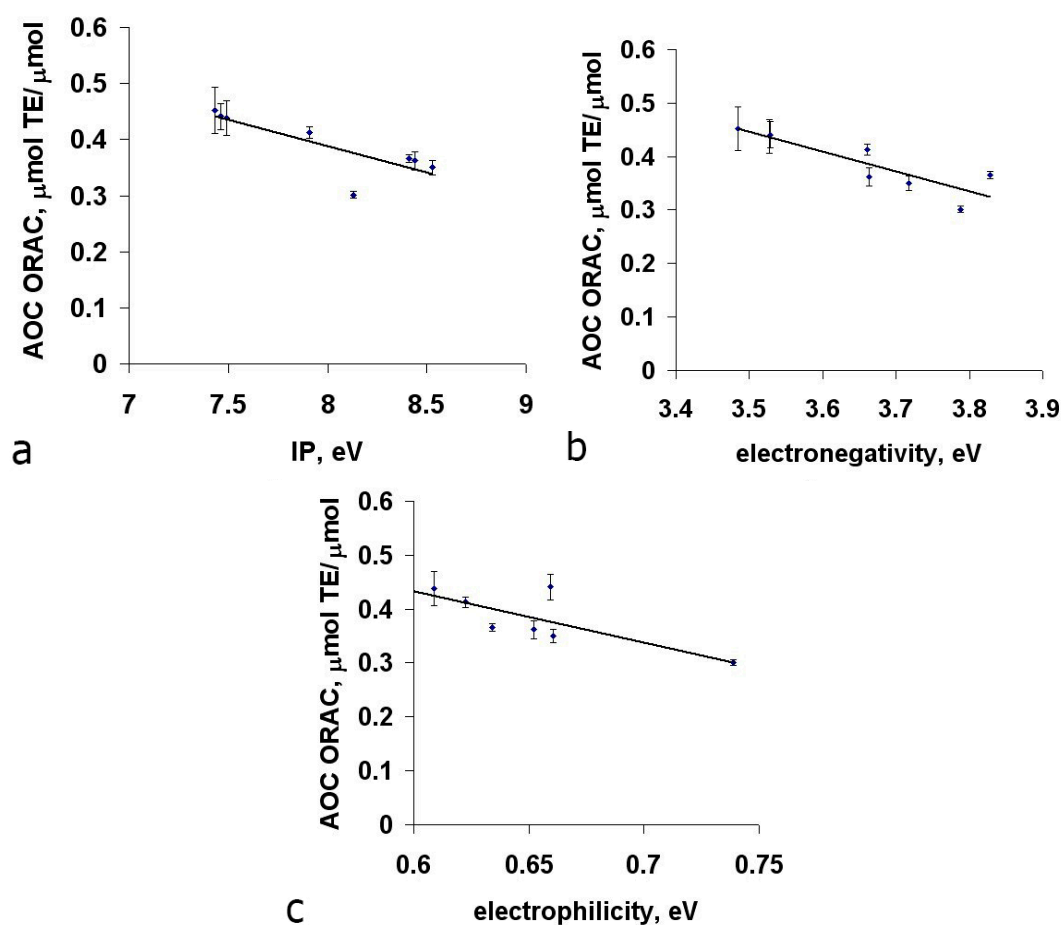 AOC ORAC, μmol TE/μmol
0.6
0.5
0.4
0.3
0.2
0.1
0
7 7.5 8 8.5 9
IP, eV
a
AOC ORAC, μmol TE/μmol
0.6
0.5
0.4
0.3
0.2
0.1
0
3.4 3.5 3.6 3.7 3.8 3.9
electronegativity, eV
b
AOC ORAC, μmol TE/μmol
0.6
0.5
0.4
0.3
0.2
0.1
0
0.6 0.65 0.7 0.75
electrophilicity, eV
c